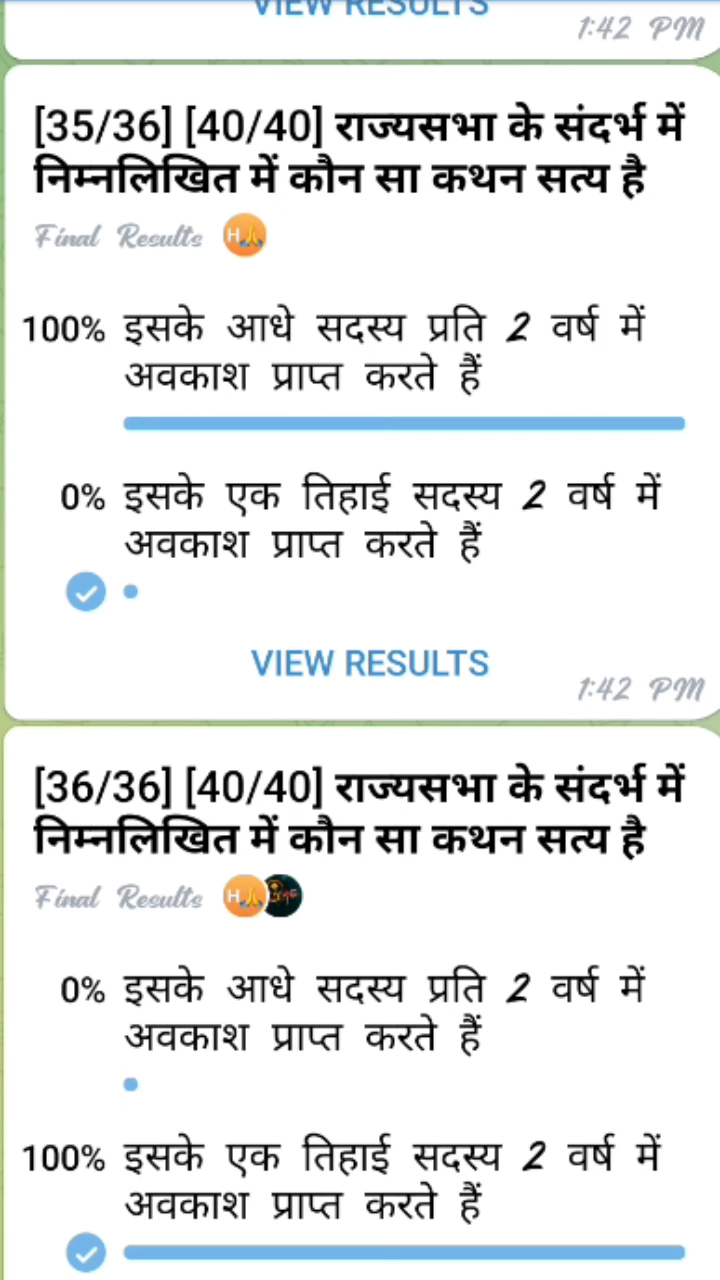 VIEW RESULTS
1:42 PM
[35/36] [40/40] राज्यसभा के संदर्भ में
निम्नलिखित में कौन सा कथन सत्य है
Final Results H🙏
100% इसके आधे सदस्य प्रति 2 वर्ष में
अवकाश प्राप्त करते हैं
0% इसके एक तिहाई सदस्य 2 वर्ष में
अवकाश प्राप्त करते हैं
VIEW RESULTS
1:42 PM
[36/36] [40/40] राज्यसभा के संदर्भ में
निम्नलिखित में कौन सा कथन सत्य है
Final Results H🙏
0% इसके आधे सदस्य प्रति 2 वर्ष में
अवकाश प्राप्त करते हैं
100% इसके एक तिहाई सदस्य 2 वर्ष में
अवकाश प्राप्त करते हैं